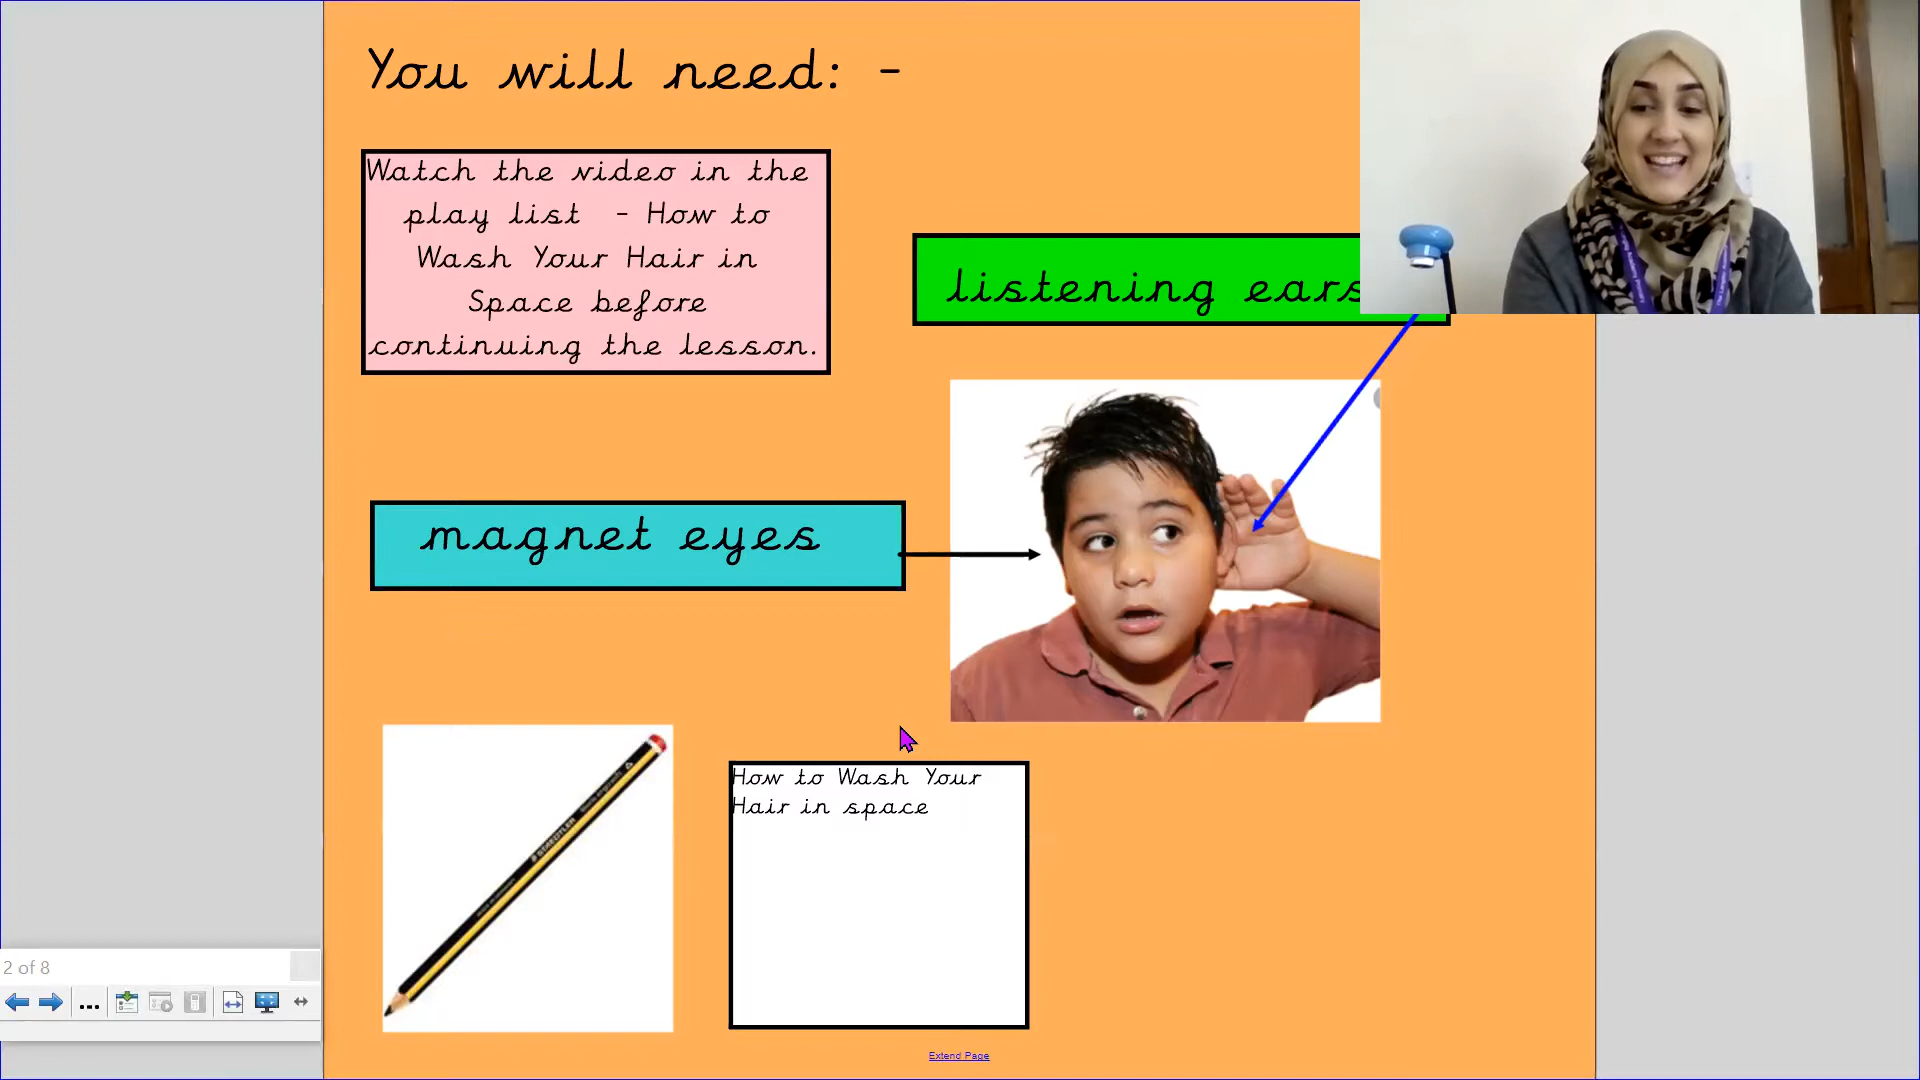 You will need: -
Watch the video in the
play list - How to
Wash Your Hair in
Space before
continuing the lesson.
listening ears
magnet eyes
STAEDTLER
How to Wash Your
Hair in space
2 of 8
...
Extend Page